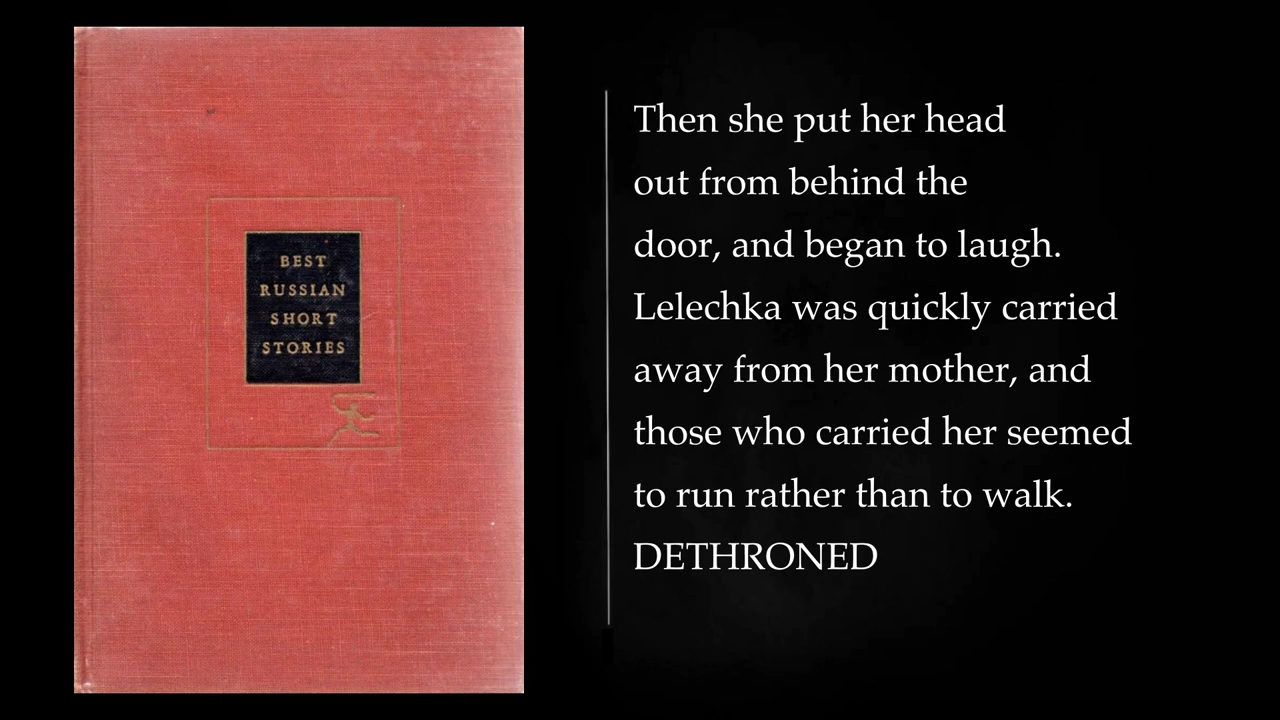 BEST
RUSSIAN
SHORT
STORIES
Then she put her head
out from behind the
door, and began to laugh.
Lelechka was quickly carried
away from her mother, and
those who carried her seemed
to run rather than to walk.
DETHRONED